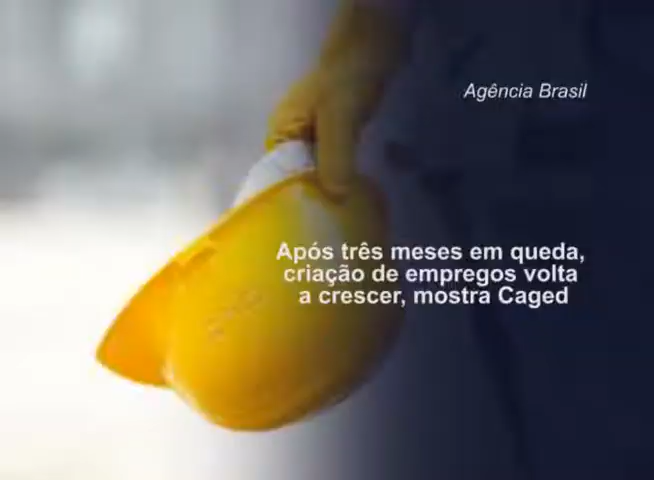 Agência Brasil
Após três meses em queda,
criação de empregos volta
a crescer, mostra Caged